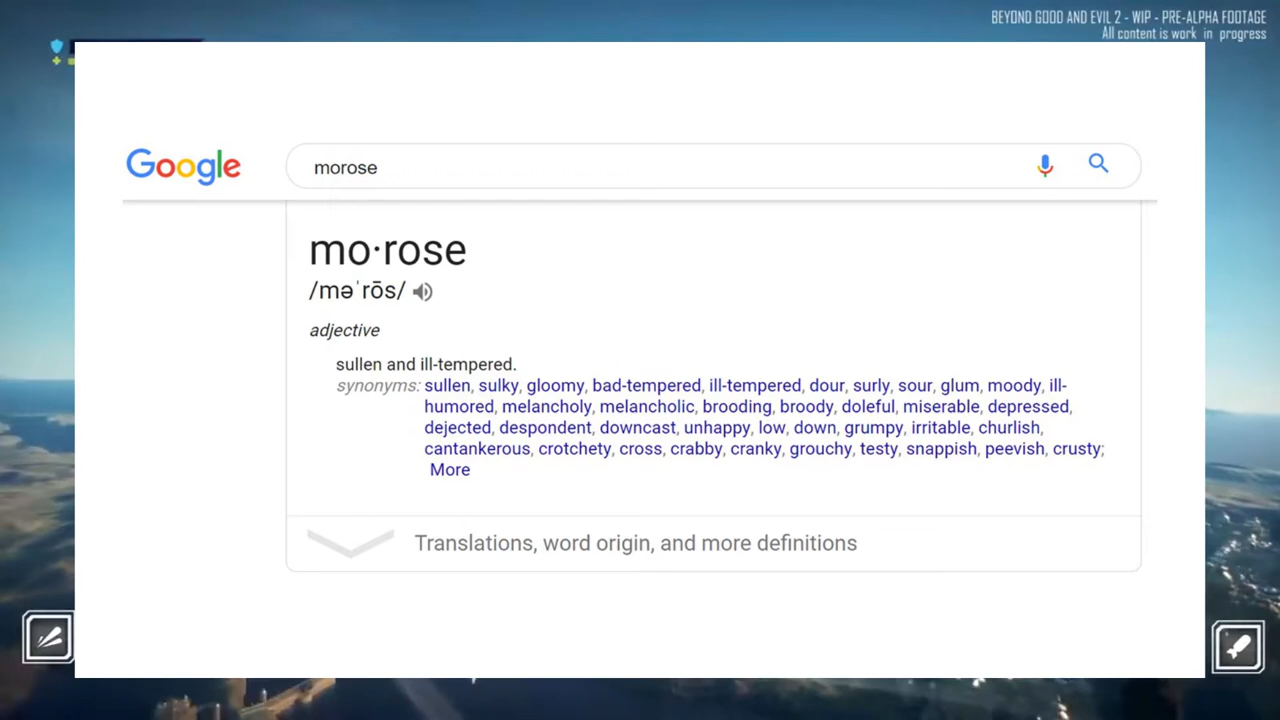 BEYOND GOOD AND EVIL 2 - WIP - PRE-ALPHA FOOTAGE
All content is work in progress
Google
morose
mo·rose
/məˈrōs/
adjective
sullen and ill-tempered.
synonyms: sullen, sulky, gloomy, bad-tempered, ill-tempered, dour, surly, sour, glum, moody, ill-
humored, melancholy, melancholic, brooding, broody, doleful, miserable, depressed,
dejected, despondent, downcast, unhappy, low, down, grumpy, irritable, churlish,
cantankerous, crotchety, cross, crabby, cranky, grouchy, testy, snappish, peevish, crusty;
More
Translations, word origin, and more definitions